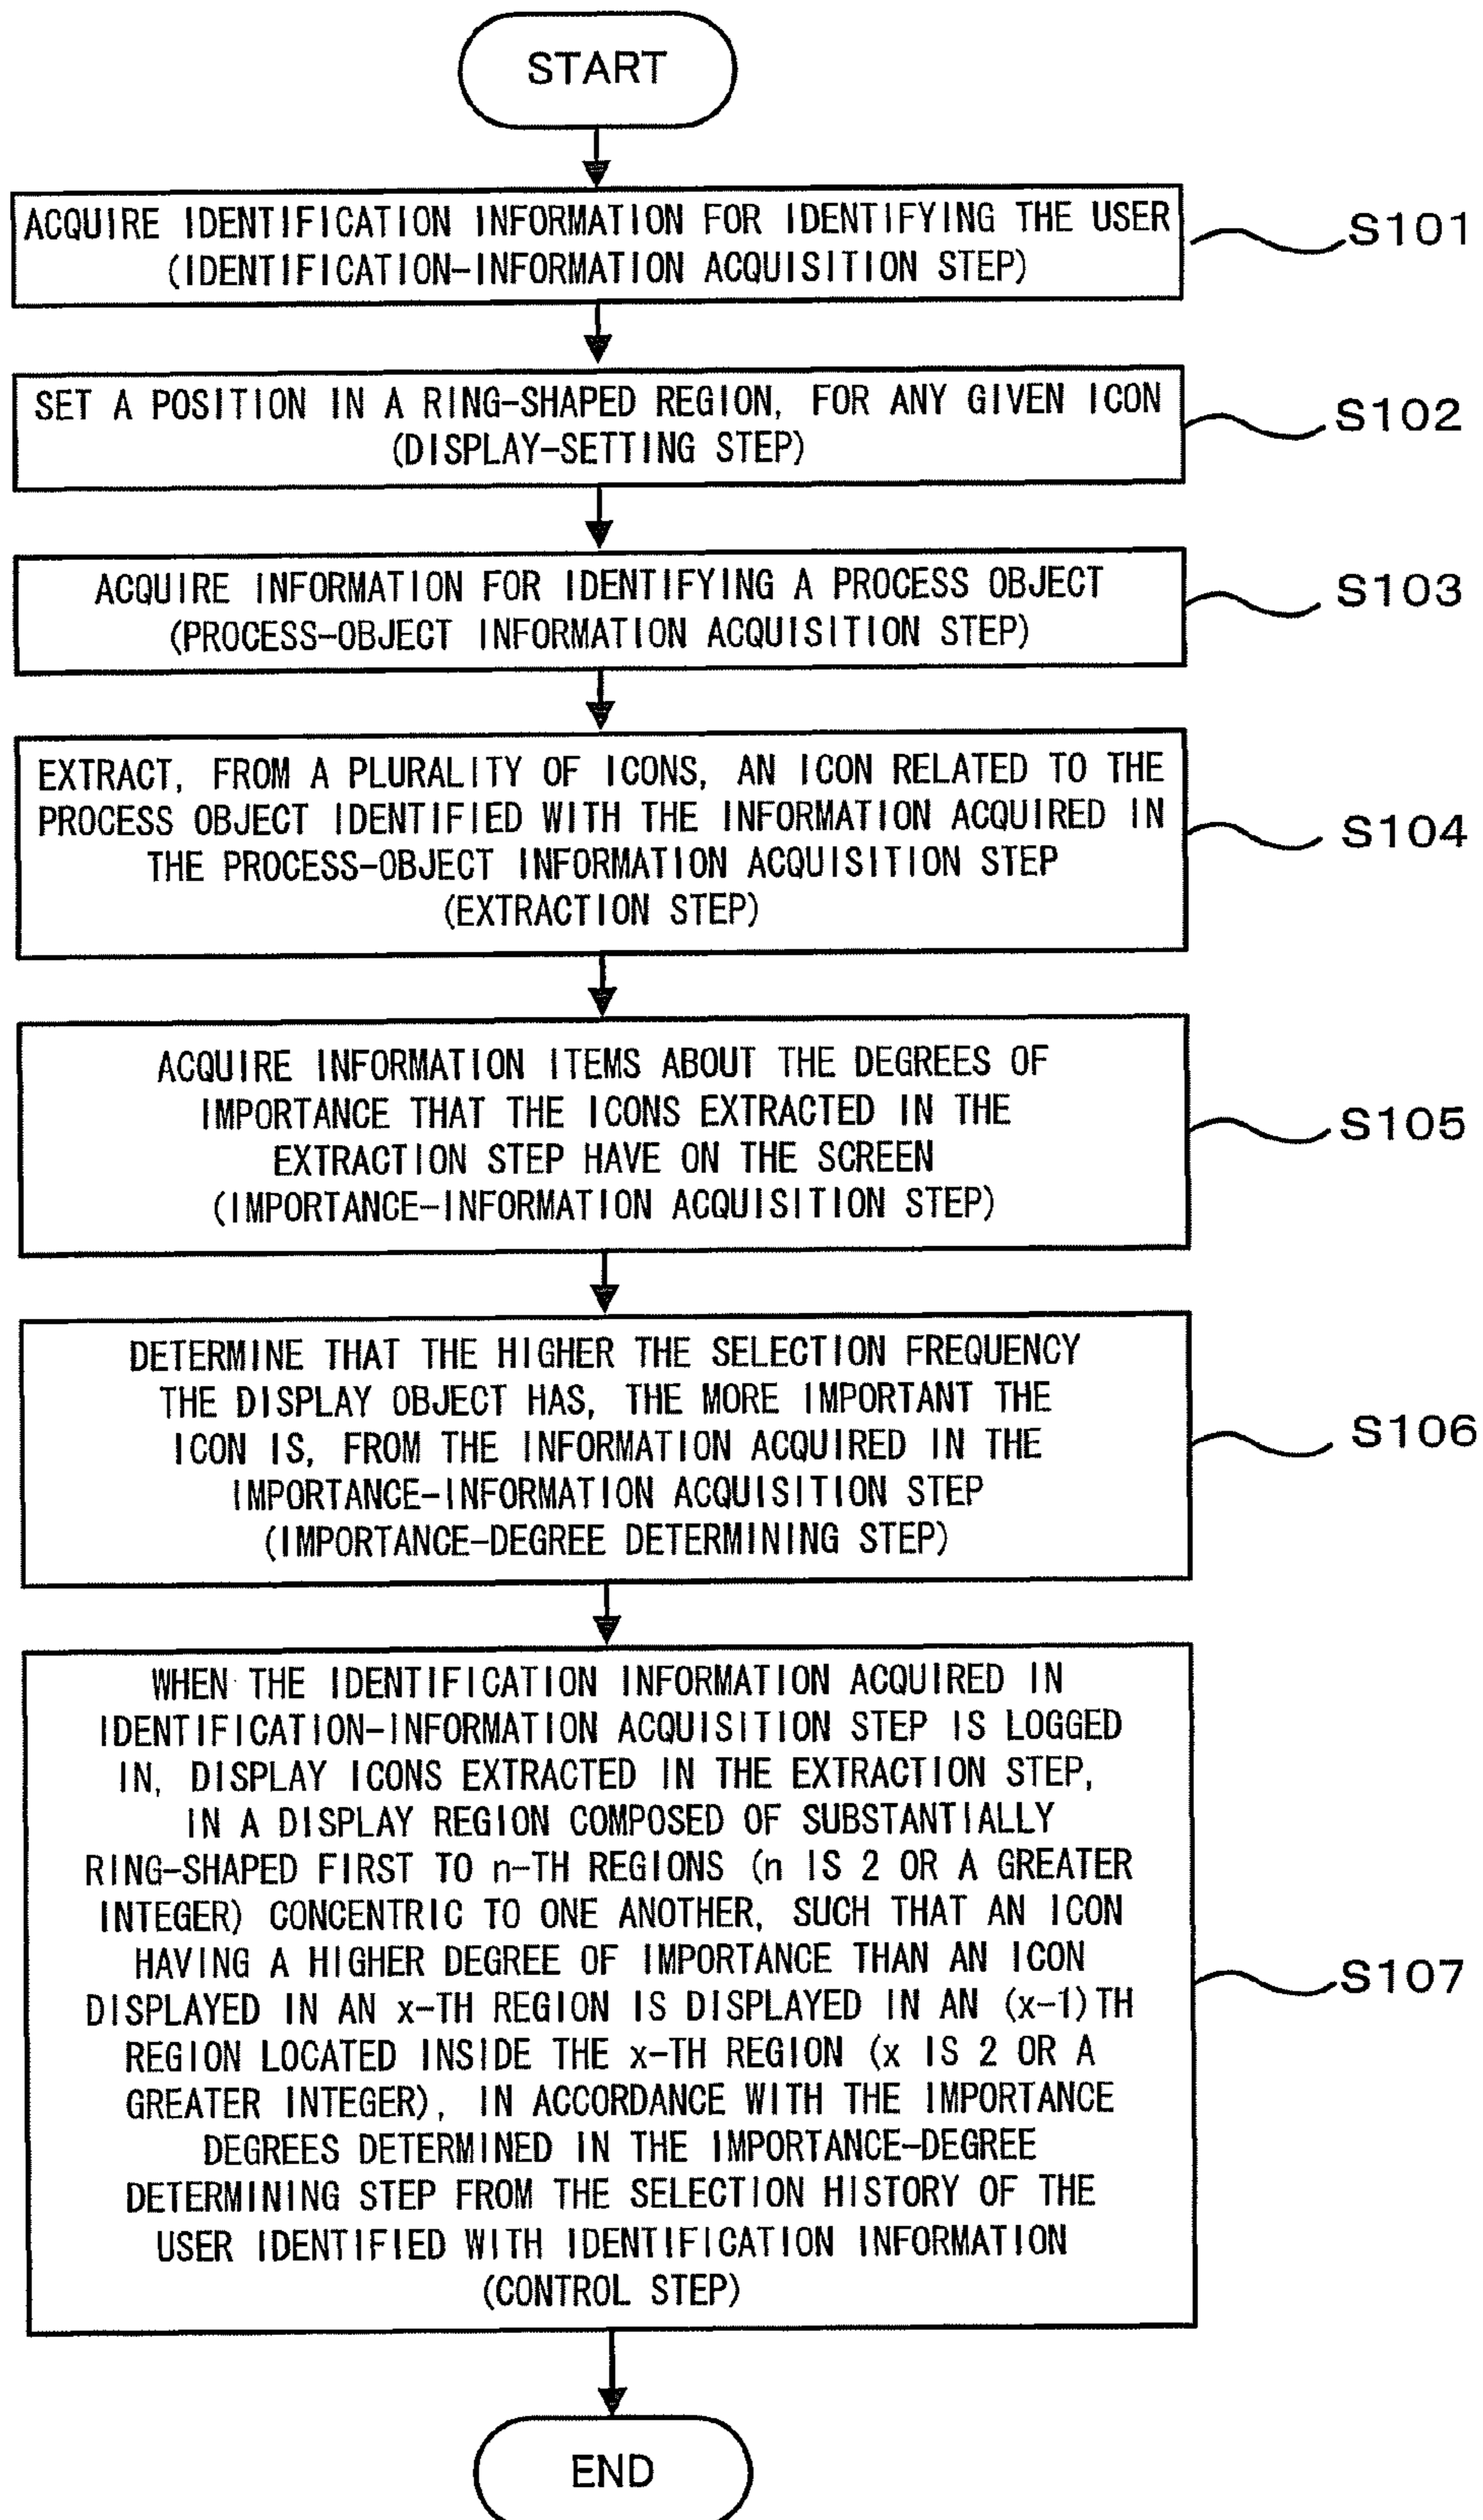 START
ACQUIRE IDENTIFICATION INFORMATION FOR IDENTIFYING THE USER
(IDENTIFICATION-INFORMATION ACQUISITION STEP)
S101
SET A POSITION IN A RING-SHAPED REGION, FOR ANY GIVEN ICON
(DISPLAY-SETTING STEP)
S102
ACQUIRE INFORMATION FOR IDENTIFYING A PROCESS OBJECT
(PROCESS-OBJECT INFORMATION ACQUISITION STEP)
S103
EXTRACT, FROM A PLURALITY OF ICONS, AN ICON RELATED TO THE
PROCESS OBJECT IDENTIFIED WITH THE INFORMATION ACQUIRED IN
THE PROCESS-OBJECT INFORMATION ACQUISITION STEP
(EXTRACTION STEP)
S104
ACQUIRE INFORMATION ITEMS ABOUT THE DEGREES OF
IMPORTANCE THAT THE ICONS EXTRACTED IN THE
EXTRACTION STEP HAVE ON THE SCREEN
(IMPORTANCE-INFORMATION ACQUISITION STEP)
S105
DETERMINE THAT THE HIGHER THE SELECTION FREQUENCY
THE DISPLAY OBJECT HAS, THE MORE IMPORTANT THE
ICON IS, FROM THE INFORMATION ACQUIRED IN THE
IMPORTANCE-INFORMATION ACQUISITION STEP
(IMPORTANCE-DEGREE DETERMINING STEP)
S106
WHEN THE IDENTIFICATION INFORMATION ACQUIRED IN
IDENTIFICATION-INFORMATION ACQUISITION STEP IS LOGGED
IN, DISPLAY ICONS EXTRACTED IN THE EXTRACTION STEP,
IN A DISPLAY REGION COMPOSED OF SUBSTANTIALLY
RING-SHAPED FIRST TO n-TH REGIONS (n IS 2 OR A GREATER
INTEGER) CONCENTRIC TO ONE ANOTHER, SUCH THAT AN ICON
HAVING A HIGHER DEGREE OF IMPORTANCE THAN AN ICON
DISPLAYED IN AN x-TH REGION IS DISPLAYED IN AN (x-1)TH
REGION LOCATED INSIDE THE x-TH REGION (x IS 2 OR A
GREATER INTEGER), IN ACCORDANCE WITH THE IMPORTANCE
DEGREES DETERMINED IN THE IMPORTANCE-DEGREE
DETERMINING STEP FROM THE SELECTION HISTORY OF THE
USER IDENTIFIED WITH IDENTIFICATION INFORMATION
(CONTROL STEP)
S107
END